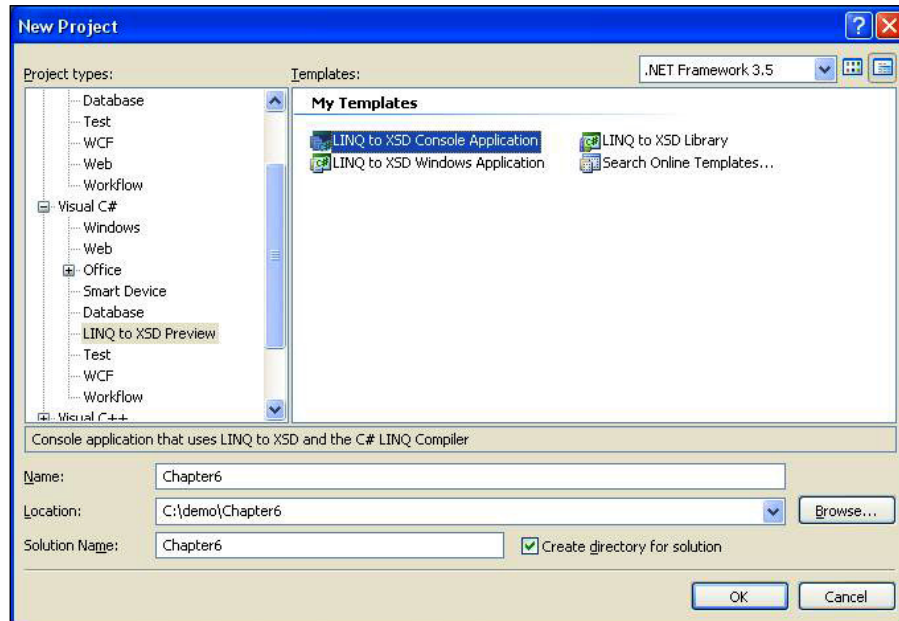 New Project
Project types:
Templates:
.NET Framework 3.5
Database
Test
WCF
Web
Workflow
Visual C#
Windows
Web
Office
Smart Device
Database
LINQ to XSD Preview
Test
WCF
Workflow
Visual C++
My Templates
LINQ to XSD Console Application
LINQ to XSD Library
LINQ to XSD Windows Application
Search Online Templates...
Console application that uses LINQ to XSD and the C# LINQ Compiler
Name:
Chapter6
Location:
C:\demo\Chapter6
Browse...
Solution Name:
Chapter6
Create directory for solution
OK
Cancel